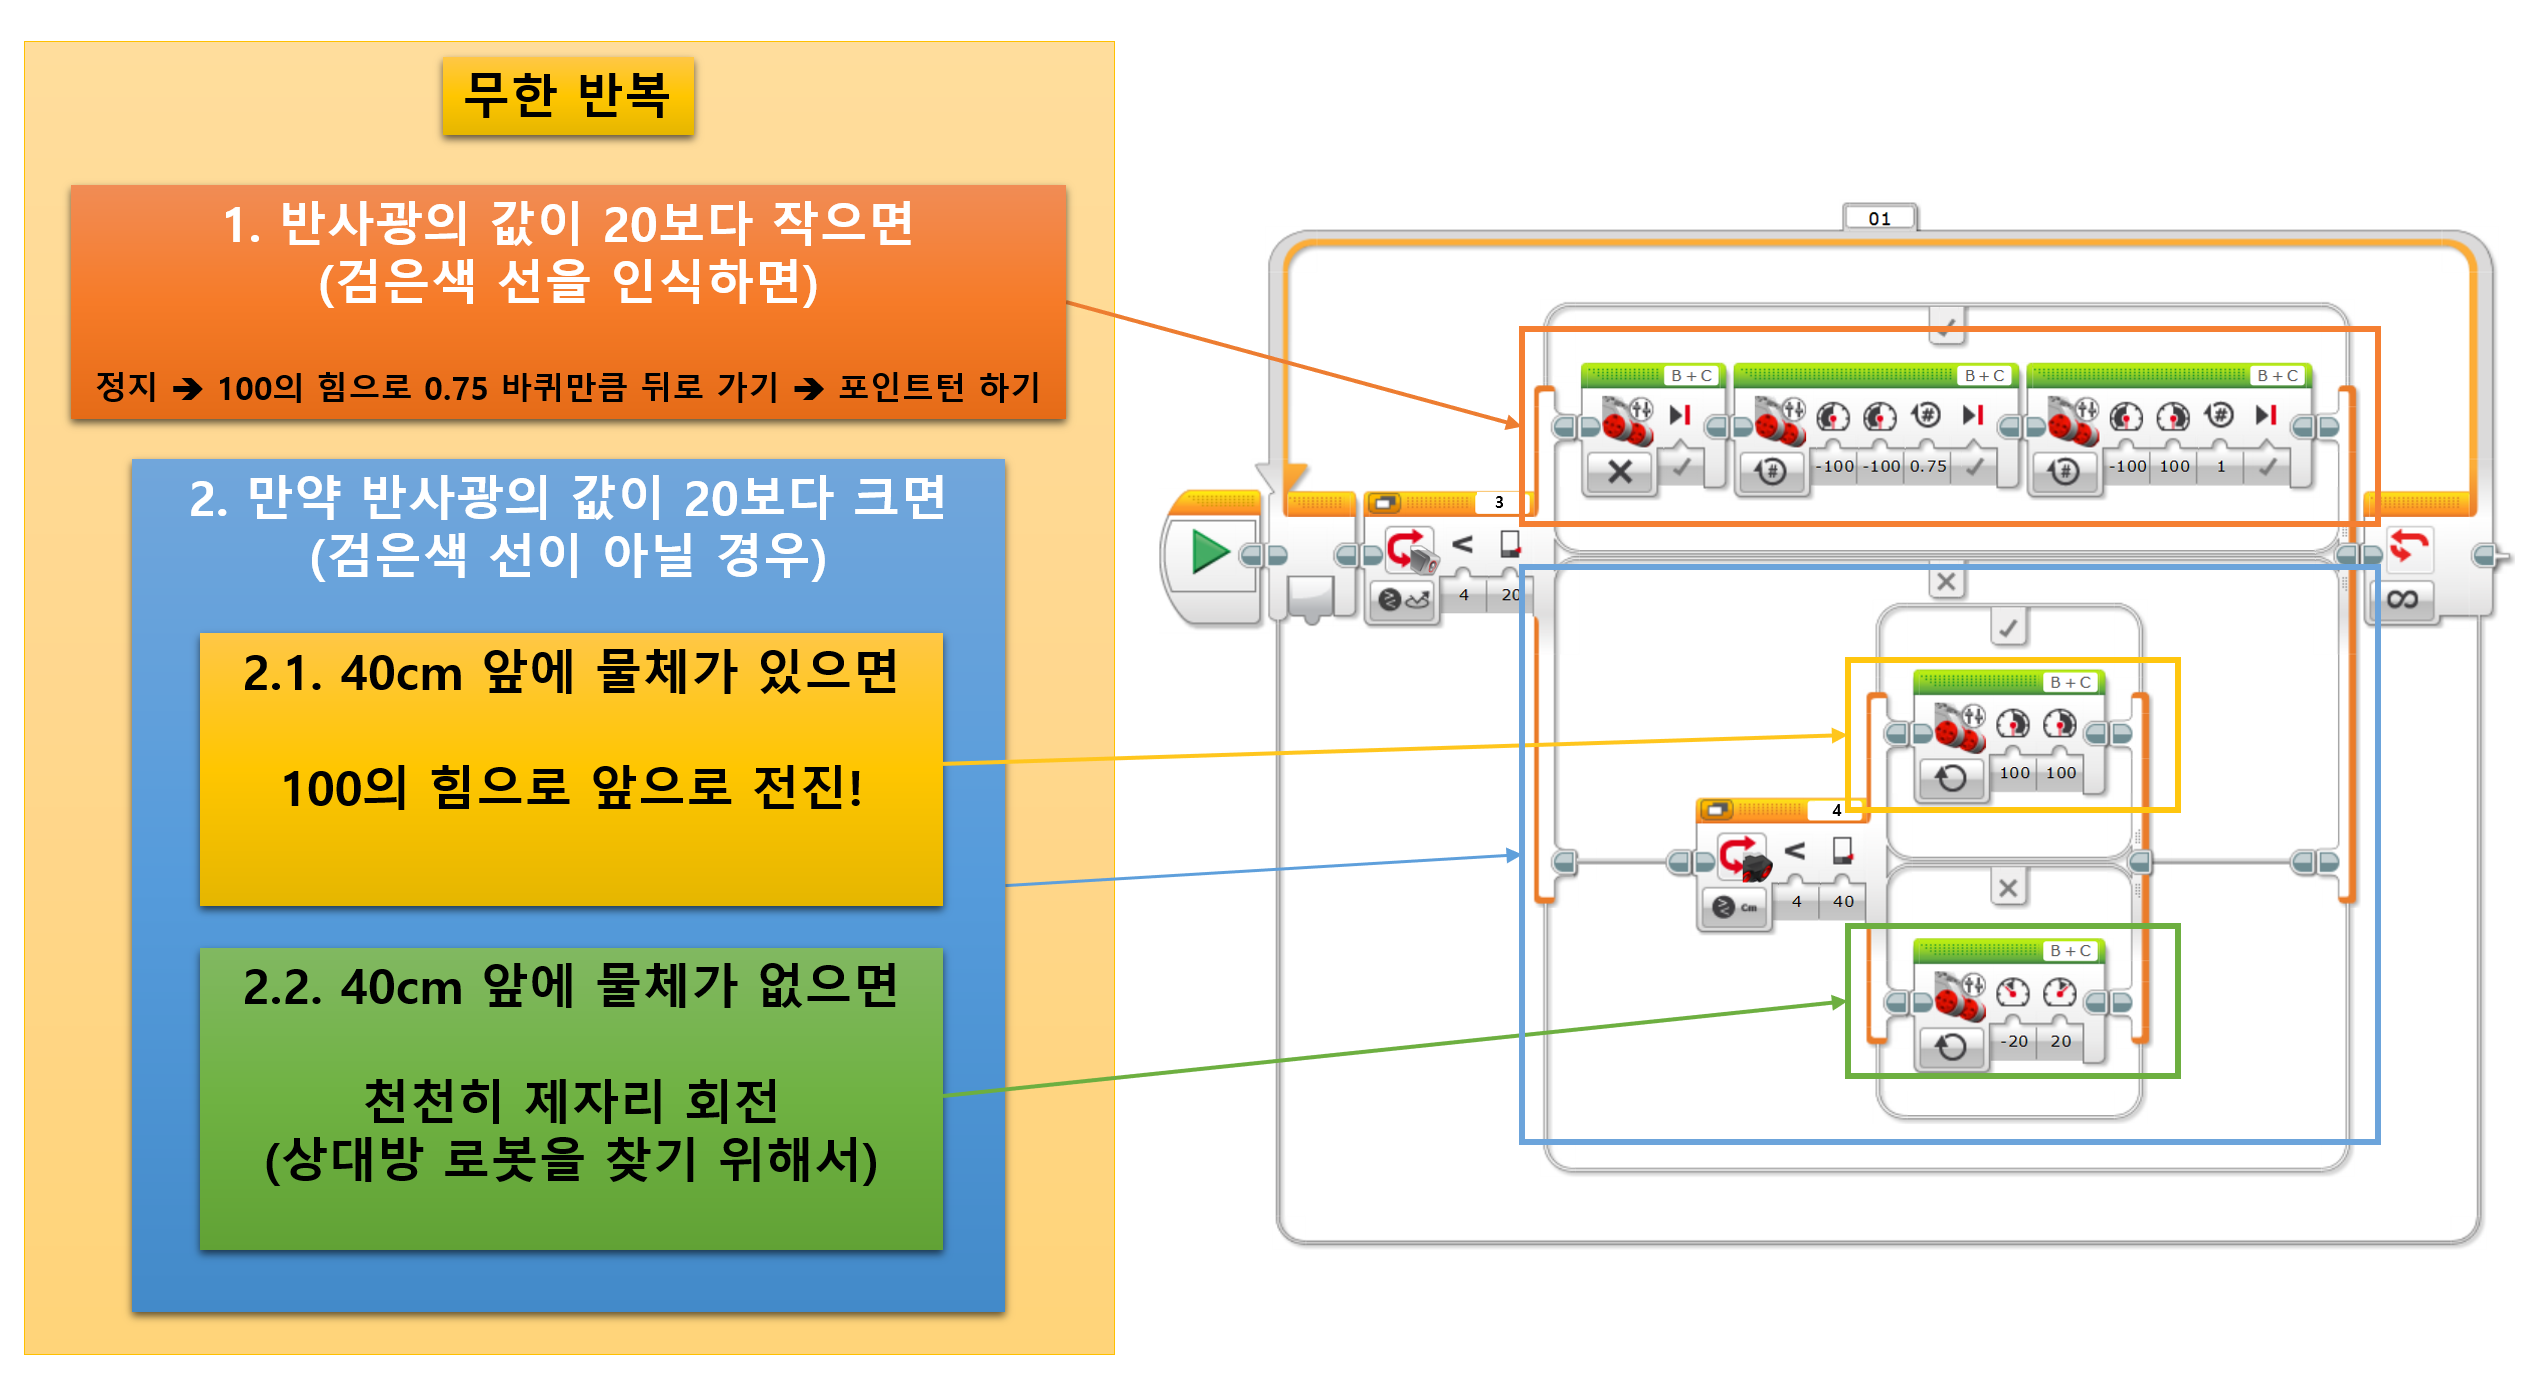 무한 반복
1. 반사광의 값이 20보다 작으면
(검은색 선을 인식하면)
정지 ➔ 100의 힘으로 0.75 바퀴만큼 뒤로 가기 ➔ 포인트턴 하기
2. 만약 반사광의 값이 20보다 크면
(검은색 선이 아닐 경우)
2.1. 40cm 앞에 물체가 있으면
100의 힘으로 앞으로 전진!
2.2. 40cm 앞에 물체가 없으면
천천히 제자리 회전
(상대방 로봇을 찾기 위해서)
01
B + C
B + C
B + C
# # # #
-100 -100 0.75
-100 100 1
3
<
4 20
∞
B + C
100 100
4
<
Cm
4 40
B + C
-20 20